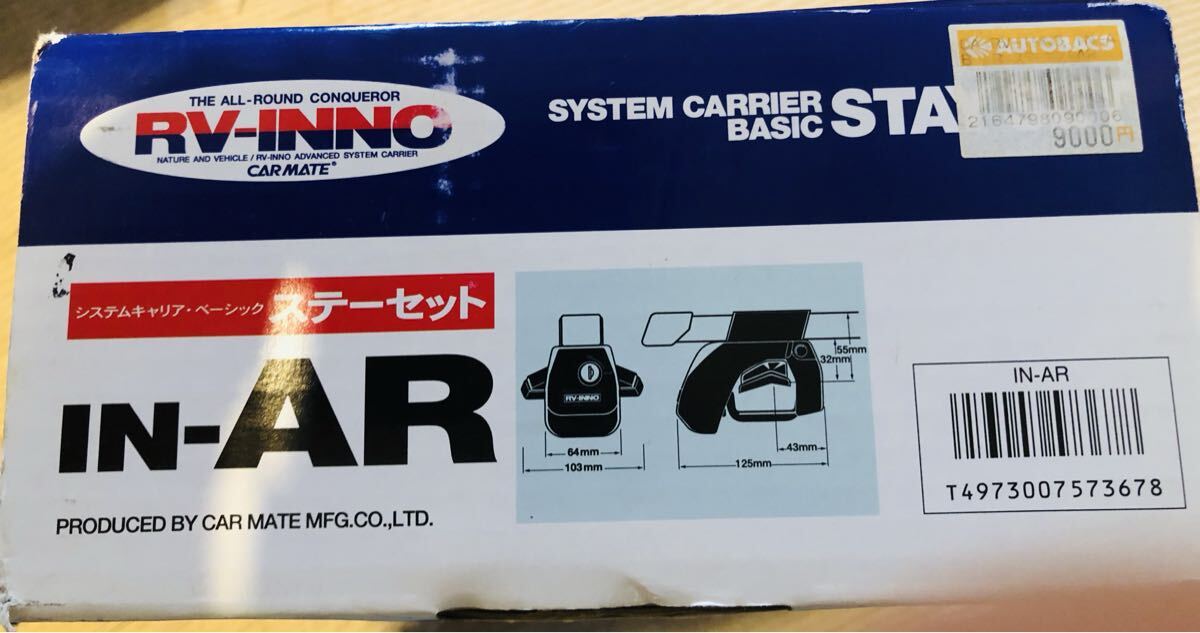 THE ALL-ROUND CONQUEROR
RV-INNO
NATURE AND VEHICLE / RV-INNO ADVANCED SYSTEM CARRIER
CAR MATE®
SYSTEM CARRIER
BASIC
STAY
AUTOBACS
2164798090006
9000円
システムキャリア・ベーシック ステーセット
IN-AR
PRODUCED BY CAR MATE MFG.CO.,LTD.
RV-INNO
64mm
103mm
55mm
32mm
43mm
125mm
IN-AR
T4973007573678